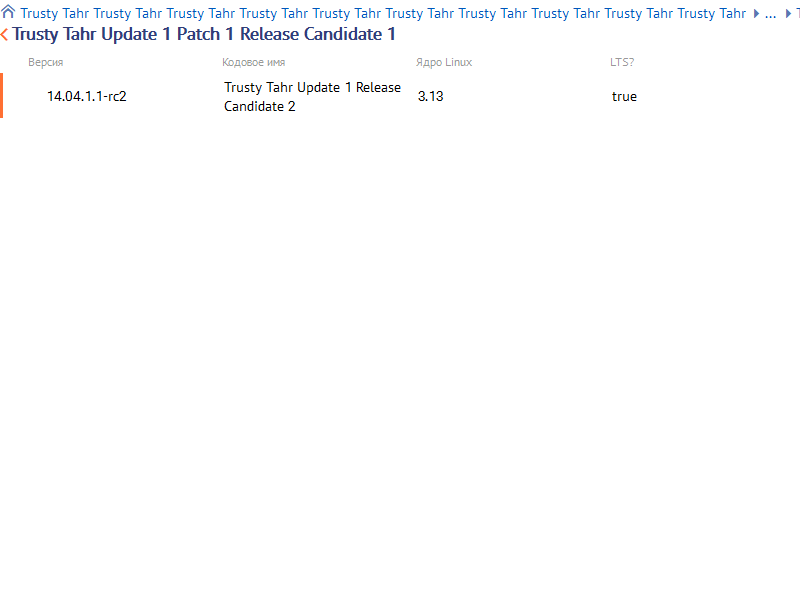 Trusty Tahr Trusty Tahr Trusty Tahr Trusty Tahr Trusty Tahr Trusty Tahr Trusty Tahr Trusty Tahr Trusty Tahr Trusty Tahr ...
Trusty Tahr Update 1 Patch 1 Release Candidate 1
Версия Кодовое имя Ядро Linux LTS?
14.04.1.1-rc2 Trusty Tahr Update 1 Release Candidate 2 3.13 true